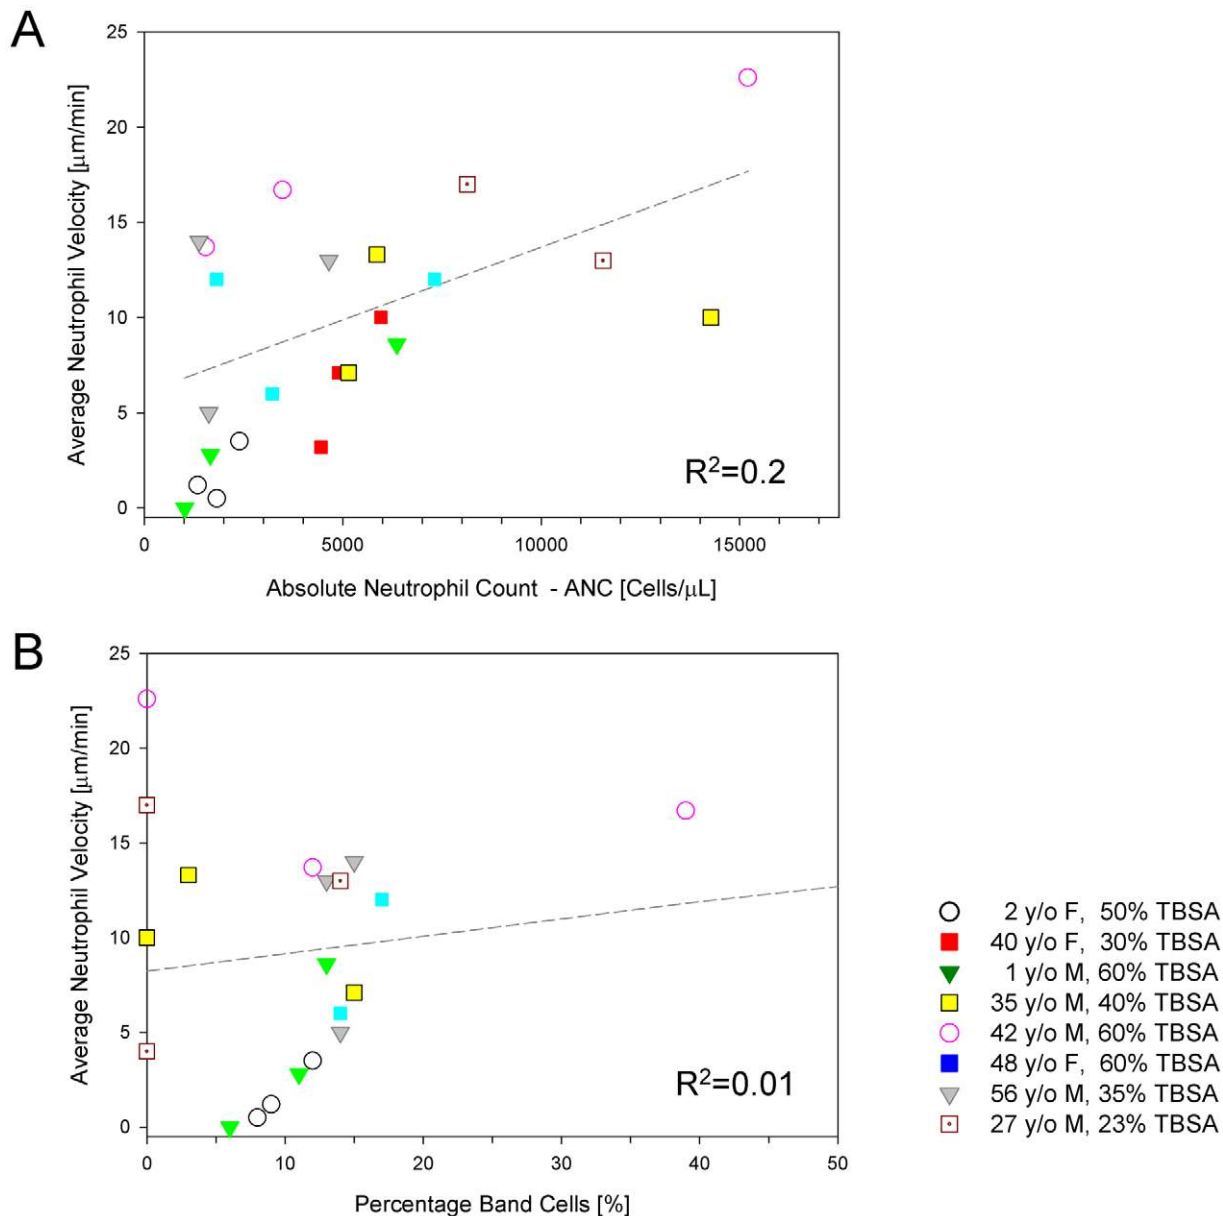 A
25
20
15
10
5
0
Average Neutrophil Velocity [μm/min]
R²=0.2
0 5000 10000 15000
Absolute Neutrophil Count - ANC [Cells/μL]
B
25
20
15
10
5
0
Average Neutrophil Velocity [μm/min]
R²=0.01
0 10 20 30 40 50
Percentage Band Cells [%]
2 y/o F, 50% TBSA
40 y/o F, 30% TBSA
1 y/o M, 60% TBSA
35 y/o M, 40% TBSA
42 y/o M, 60% TBSA
48 y/o F, 60% TBSA
56 y/o M, 35% TBSA
27 y/o M, 23% TBSA